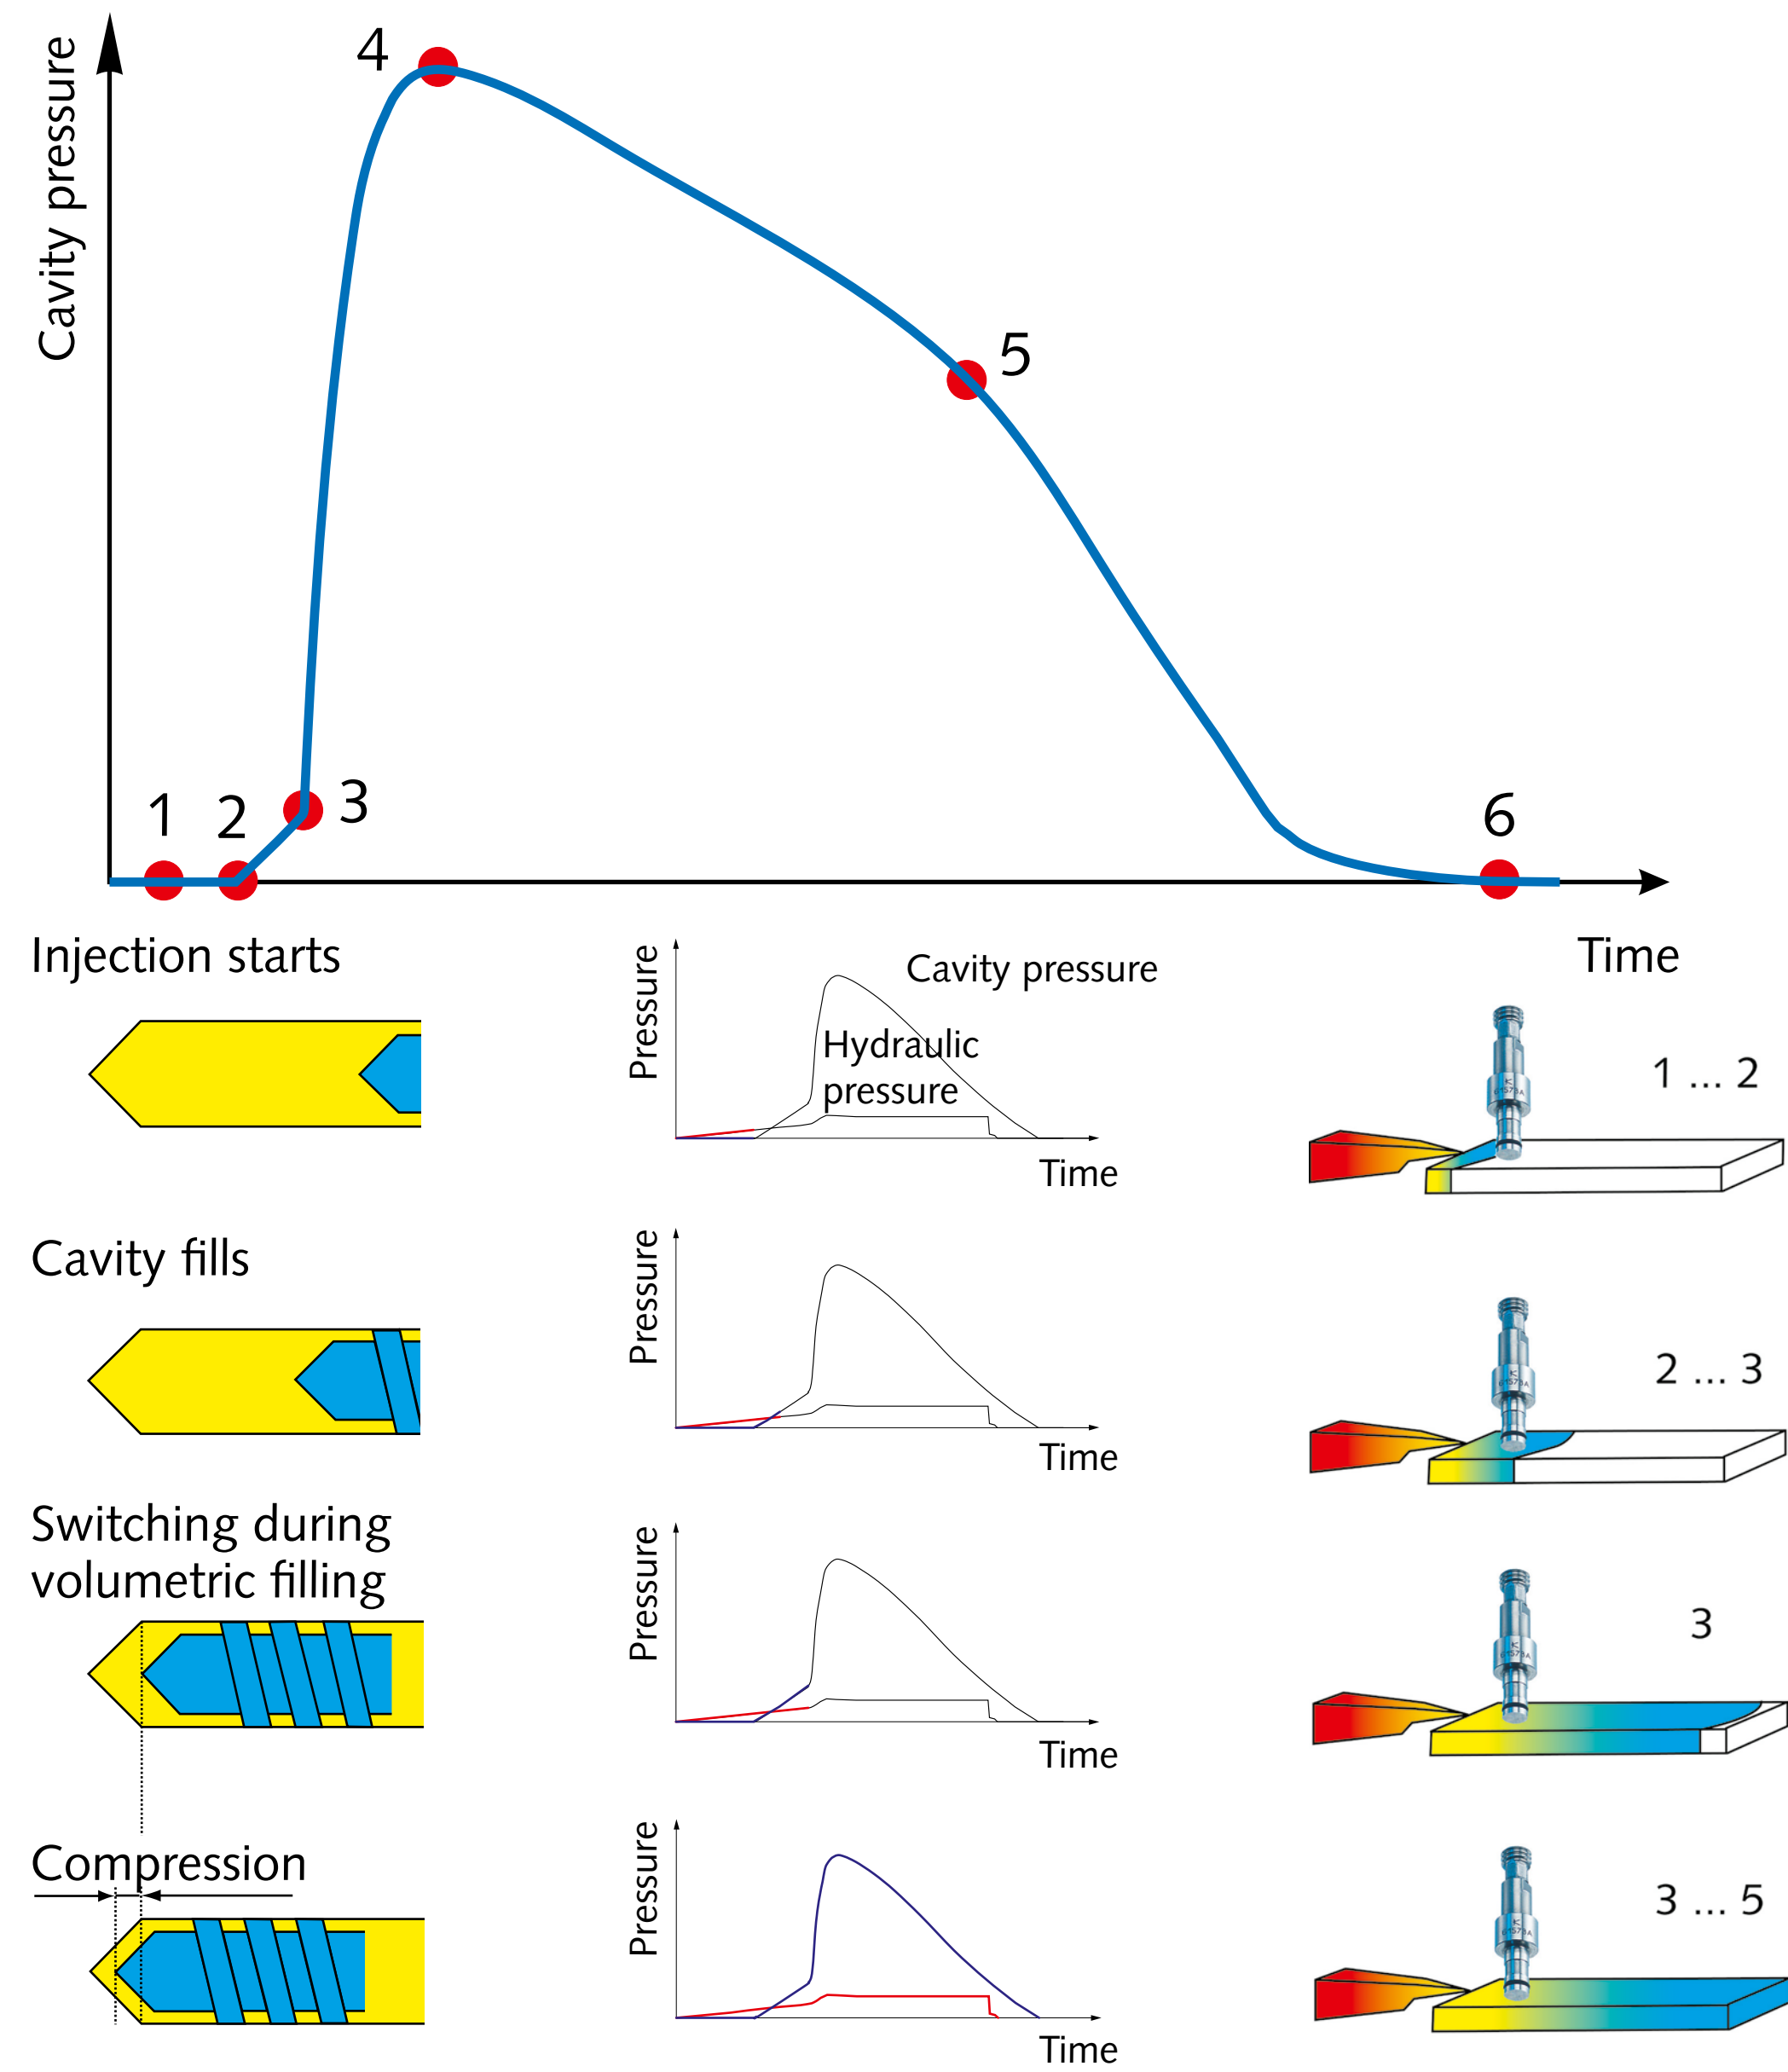 Cavity pressure
4
5
1
2
3
6
Time
Injection starts
Pressure
Cavity pressure
Hydraulic
pressure
Time
1 ... 2
Cavity fills
Pressure
Time
2 ... 3
Switching during
volumetric filling
Pressure
Time
3
Compression
Pressure
Time
3 ... 5